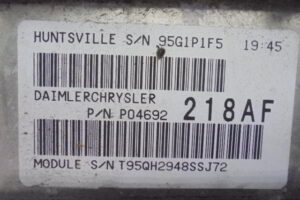 HUNTSVILLE S/N 95G1P1F5 19:45
DAIMLERCHRYSLER
P/N P04692 218AF
MODULE S/N T95QH2948SSJ72